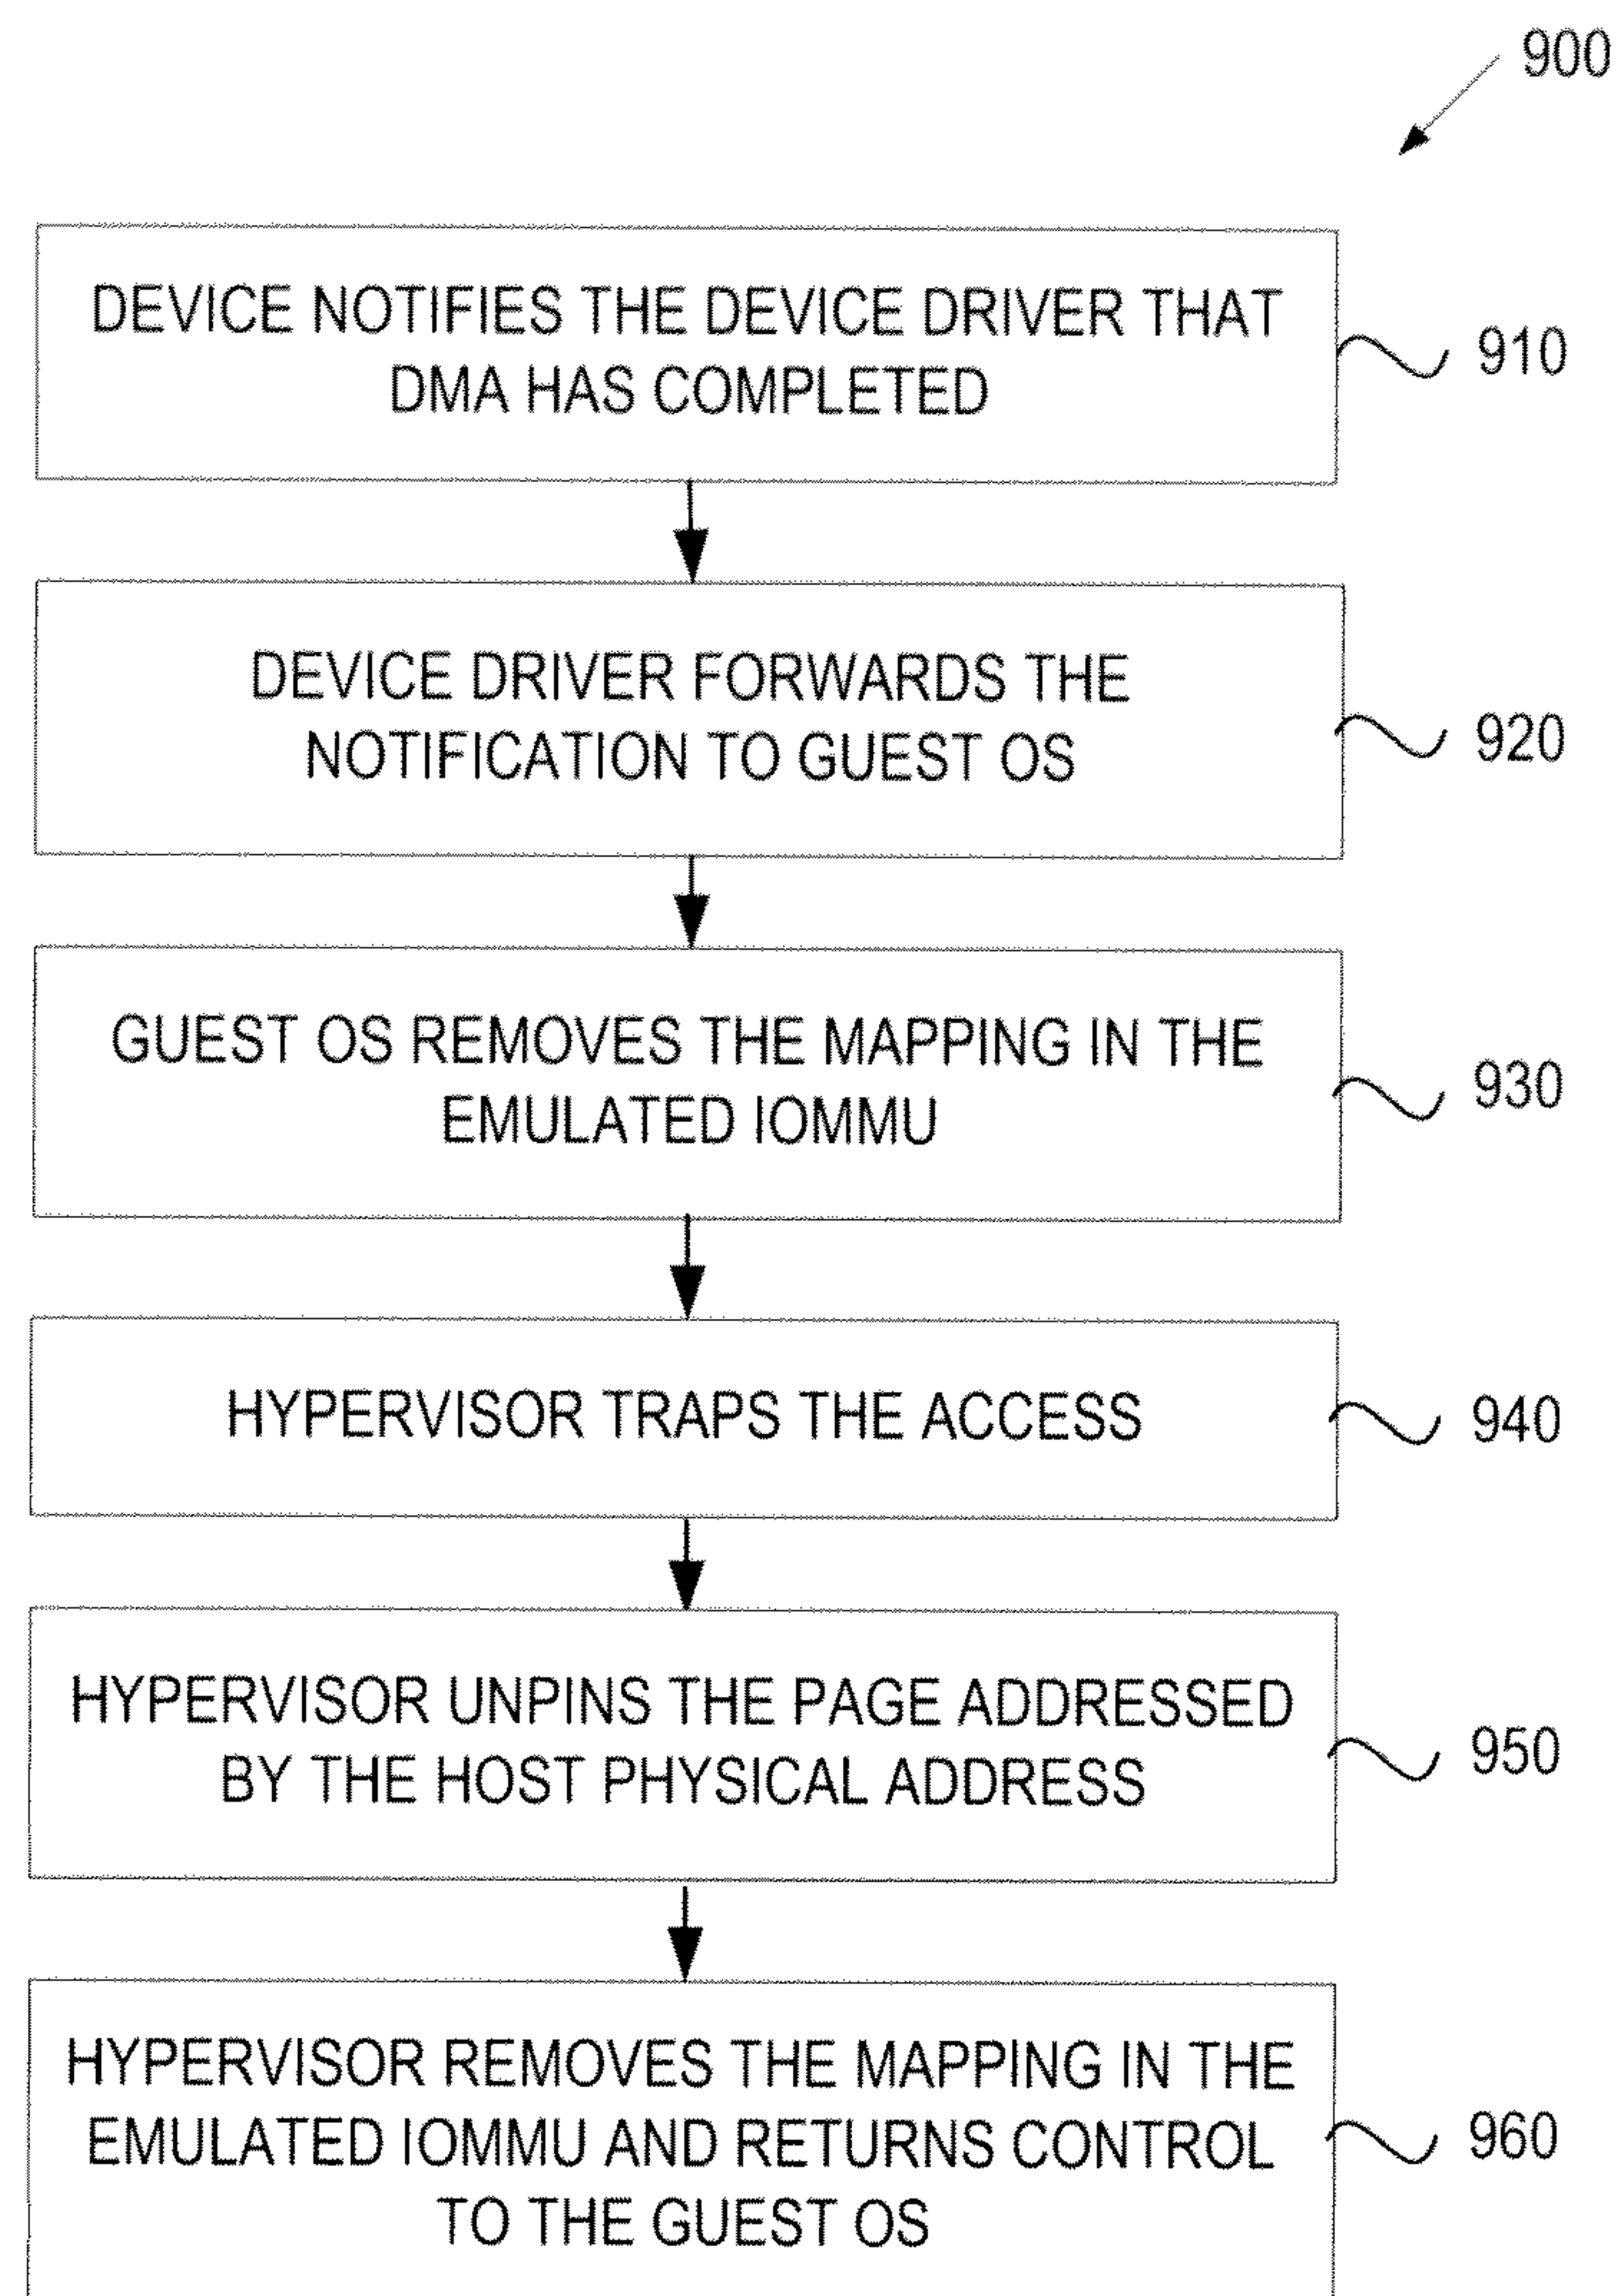 900
DEVICE NOTIFIES THE DEVICE DRIVER THAT
DMA HAS COMPLETED
910
DEVICE DRIVER FORWARDS THE
NOTIFICATION TO GUEST OS
920
GUEST OS REMOVES THE MAPPING IN THE
EMULATED IOMMU
930
HYPERVISOR TRAPS THE ACCESS
940
HYPERVISOR UNPINS THE PAGE ADDRESSED
BY THE HOST PHYSICAL ADDRESS
950
HYPERVISOR REMOVES THE MAPPING IN THE
EMULATED IOMMU AND RETURNS CONTROL
TO THE GUEST OS
960